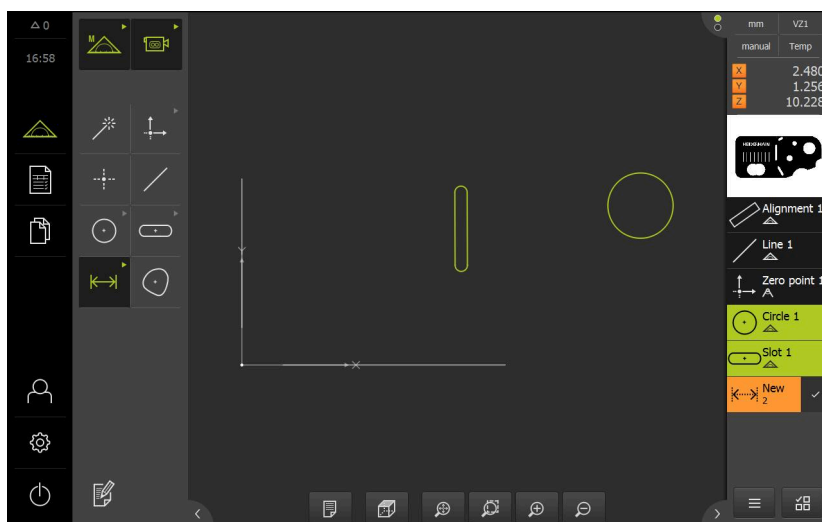 △ 0
16:58
M
mm
VZ1
manual
Temp
X
2.480
Y
1.256
Z
10.228
HEIDENHAIN
Alignment 1
Line 1
Zero point 1
Circle 1
Slot 1
New
2
Y
X